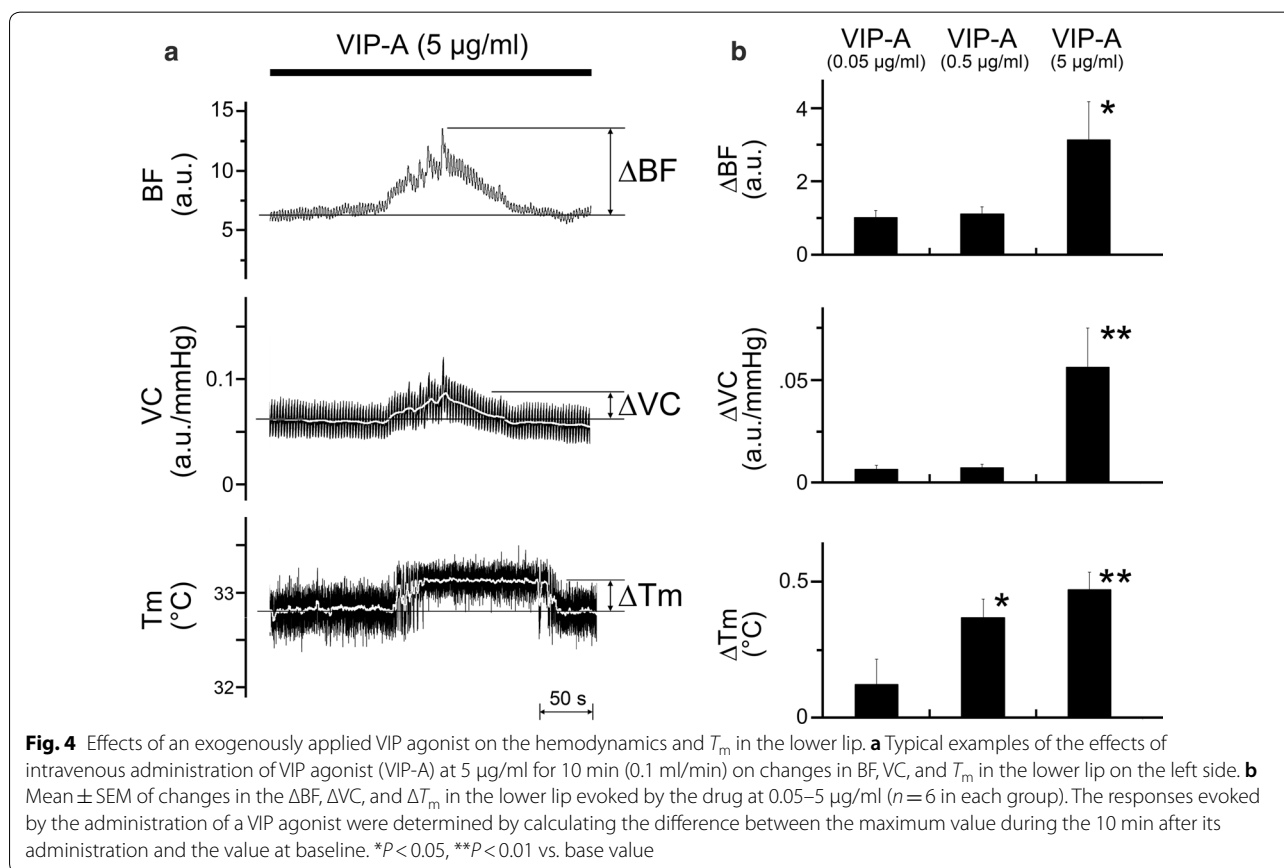 a
VIP-A (5 µg/ml)
15
10
5
BF
(a.u.)
ΔBF
0.1
0
VC
(a.u./mmHg)
ΔVC
33
32
Tm
(°C)
ΔTm
50 s
b
VIP-A
(0.05 µg/ml)
VIP-A
(0.5 µg/ml)
VIP-A
(5 µg/ml)
4
2
0
ΔBF
(a.u.)
*
.05
0
ΔVC
(a.u./mmHg)
**
0.5
0
ΔTm
(°C)
*
**
Fig. 4 Effects of an exogenously applied VIP agonist on the hemodynamics and Tm in the lower lip. a Typical examples of the effects of
intravenous administration of VIP agonist (VIP-A) at 5 µg/ml for 10 min (0.1 ml/min) on changes in BF, VC, and Tm in the lower lip on the left side. b
Mean ± SEM of changes in the ΔBF, ΔVC, and ΔTm in the lower lip evoked by the drug at 0.05–5 µg/ml (n = 6 in each group). The responses evoked
by the administration of a VIP agonist were determined by calculating the difference between the maximum value during the 10 min after its
administration and the value at baseline. *P < 0.05, **P < 0.01 vs. base value